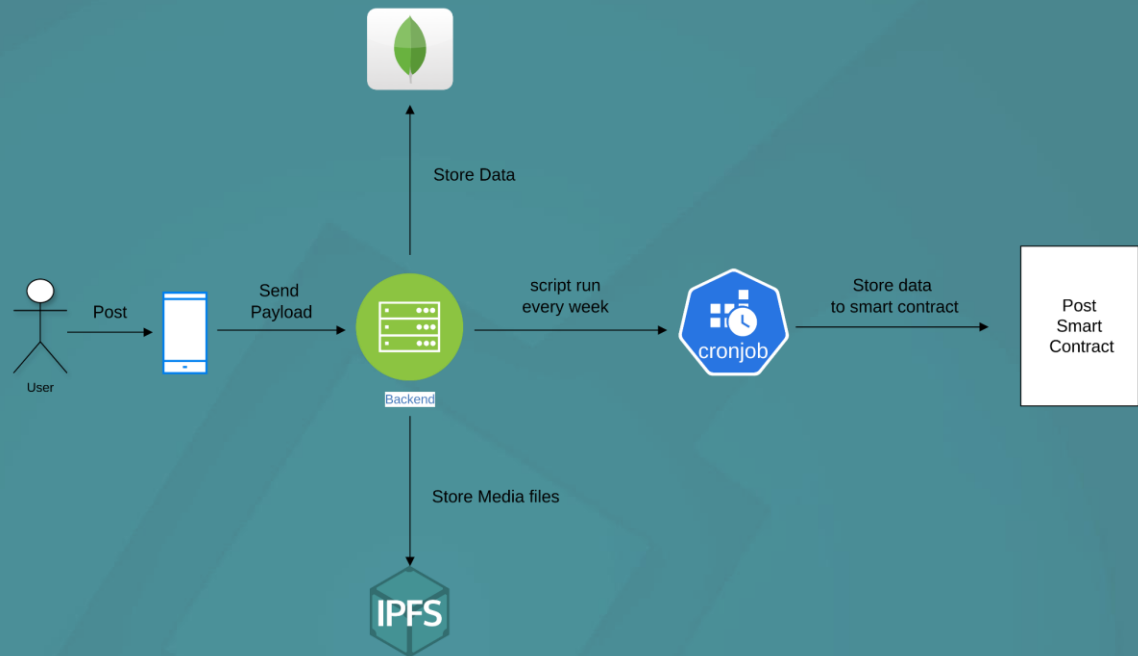 Store Data
Post
User
Send
Payload
Backend
script run
every week
cronjob
Store data
to smart contract
Post
Smart
Contract
Store Media files
IPFS